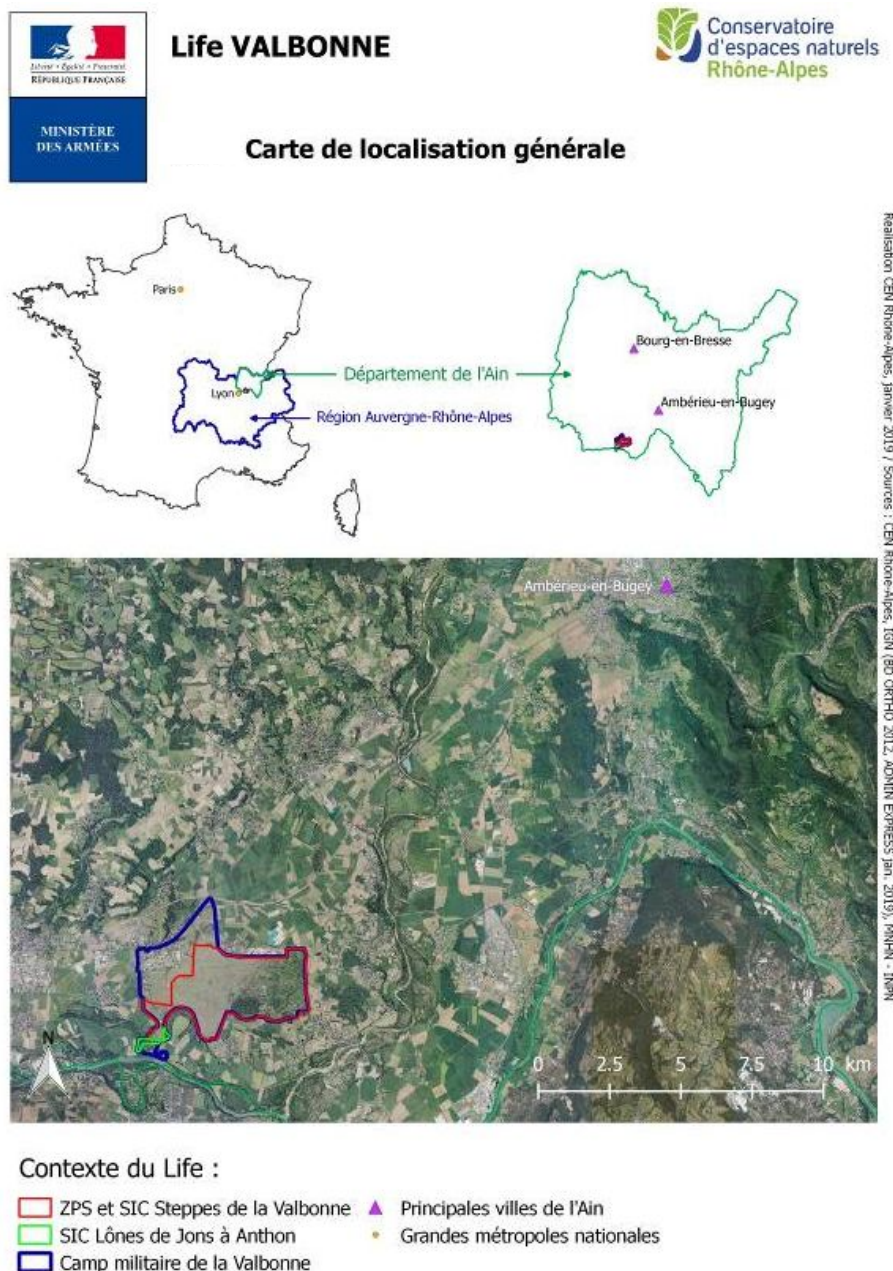 Liberté • Égalité • Fraternité
RÉPUBLIQUE FRANÇAISE
MINISTÈRE
DES ARMÉES
Life VALBONNE
Conservatoire
d'espaces naturels
Rhône-Alpes
Carte de localisation générale
Paris
Lyon
Département de l'Ain
Région Auvergne-Rhône-Alpes
Bourg-en-Bresse
Ambérieu-en-Bugey
Réalisation CEN Rhône-Alpes, janvier 2019 / Sources : CEN Rhône-Alpes, IGN (BD ORTHO 2012, ADMIN EXPRESS jan. 2019), MNHN - INPN
Ambérieu-en-Bugey
N
0 2.5 5 7.5 10 km
Contexte du Life :
ZPS et SIC Steppes de la Valbonne
SIC Lônes de Jons à Anthon
Camp militaire de la Valbonne
Principales villes de l'Ain
Grandes métropoles nationales